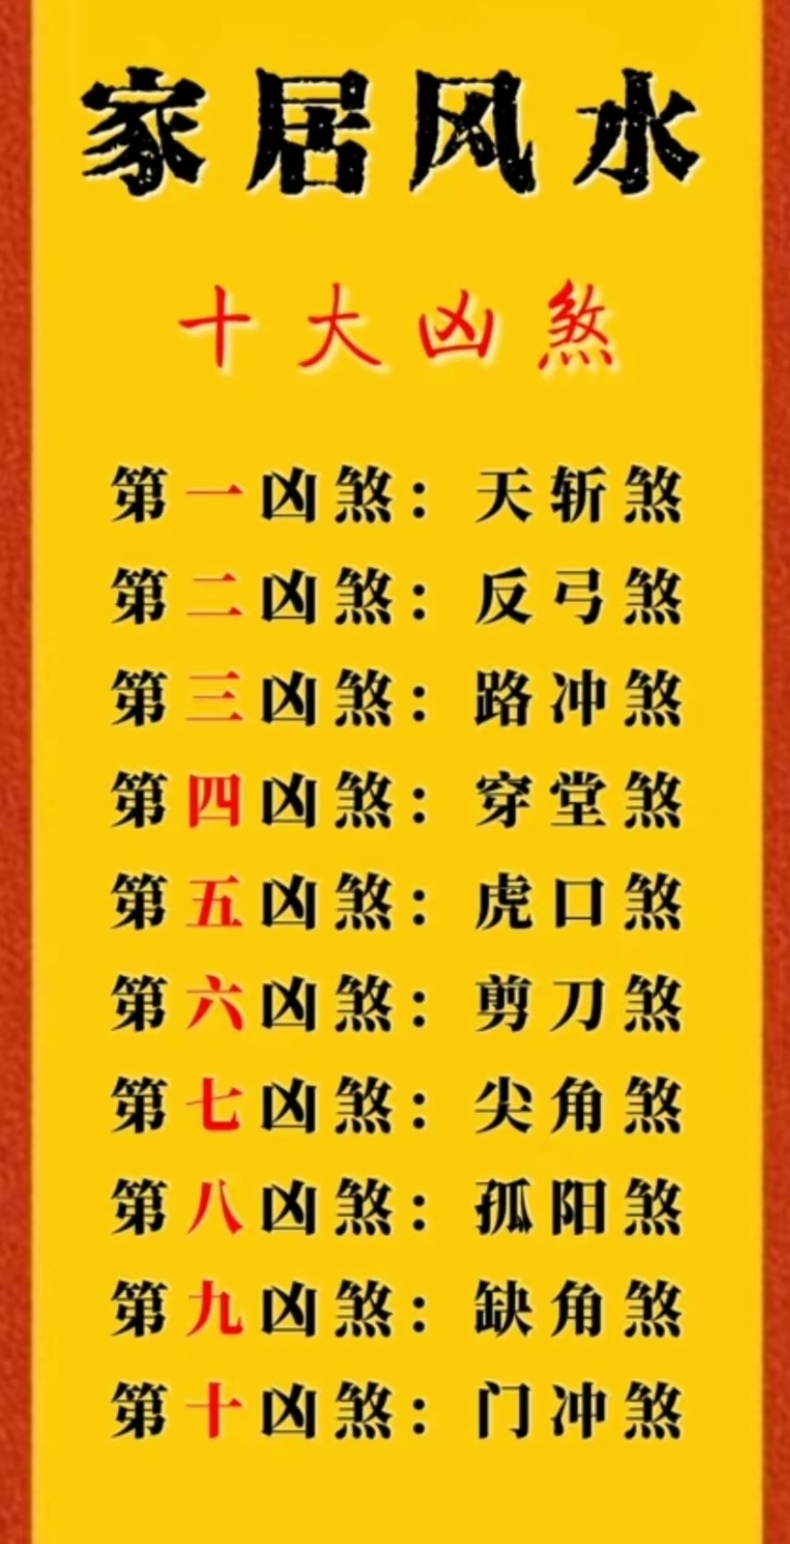 家居风水
十大凶煞
第一凶煞：天斩煞
第二凶煞：反弓煞
第三凶煞：路冲煞
第四凶煞：穿堂煞
第五凶煞：虎口煞
第六凶煞：剪刀煞
第七凶煞：尖角煞
第八凶煞：孤阳煞
第九凶煞：缺角煞
第十凶煞：门冲煞